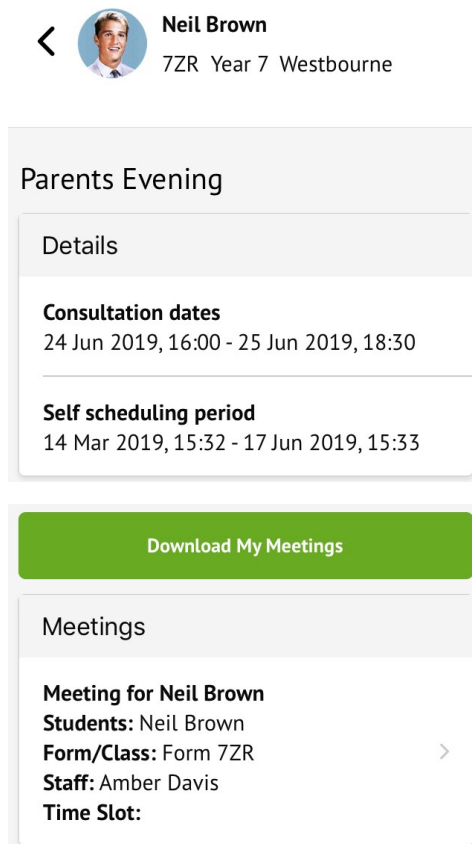 Neil Brown
7ZR Year 7 Westbourne
Parents Evening
Details
Consultation dates
24 Jun 2019, 16:00 - 25 Jun 2019, 18:30
Self scheduling period
14 Mar 2019, 15:32 - 17 Jun 2019, 15:33
Download My Meetings
Meetings
Meeting for Neil Brown
Students: Neil Brown
Form/Class: Form 7ZR
Staff: Amber Davis
Time Slot: